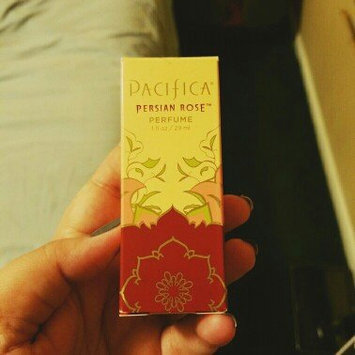 PACIFICA®
PERSIAN ROSE™
PERFUME
1 fl oz / 29 ml